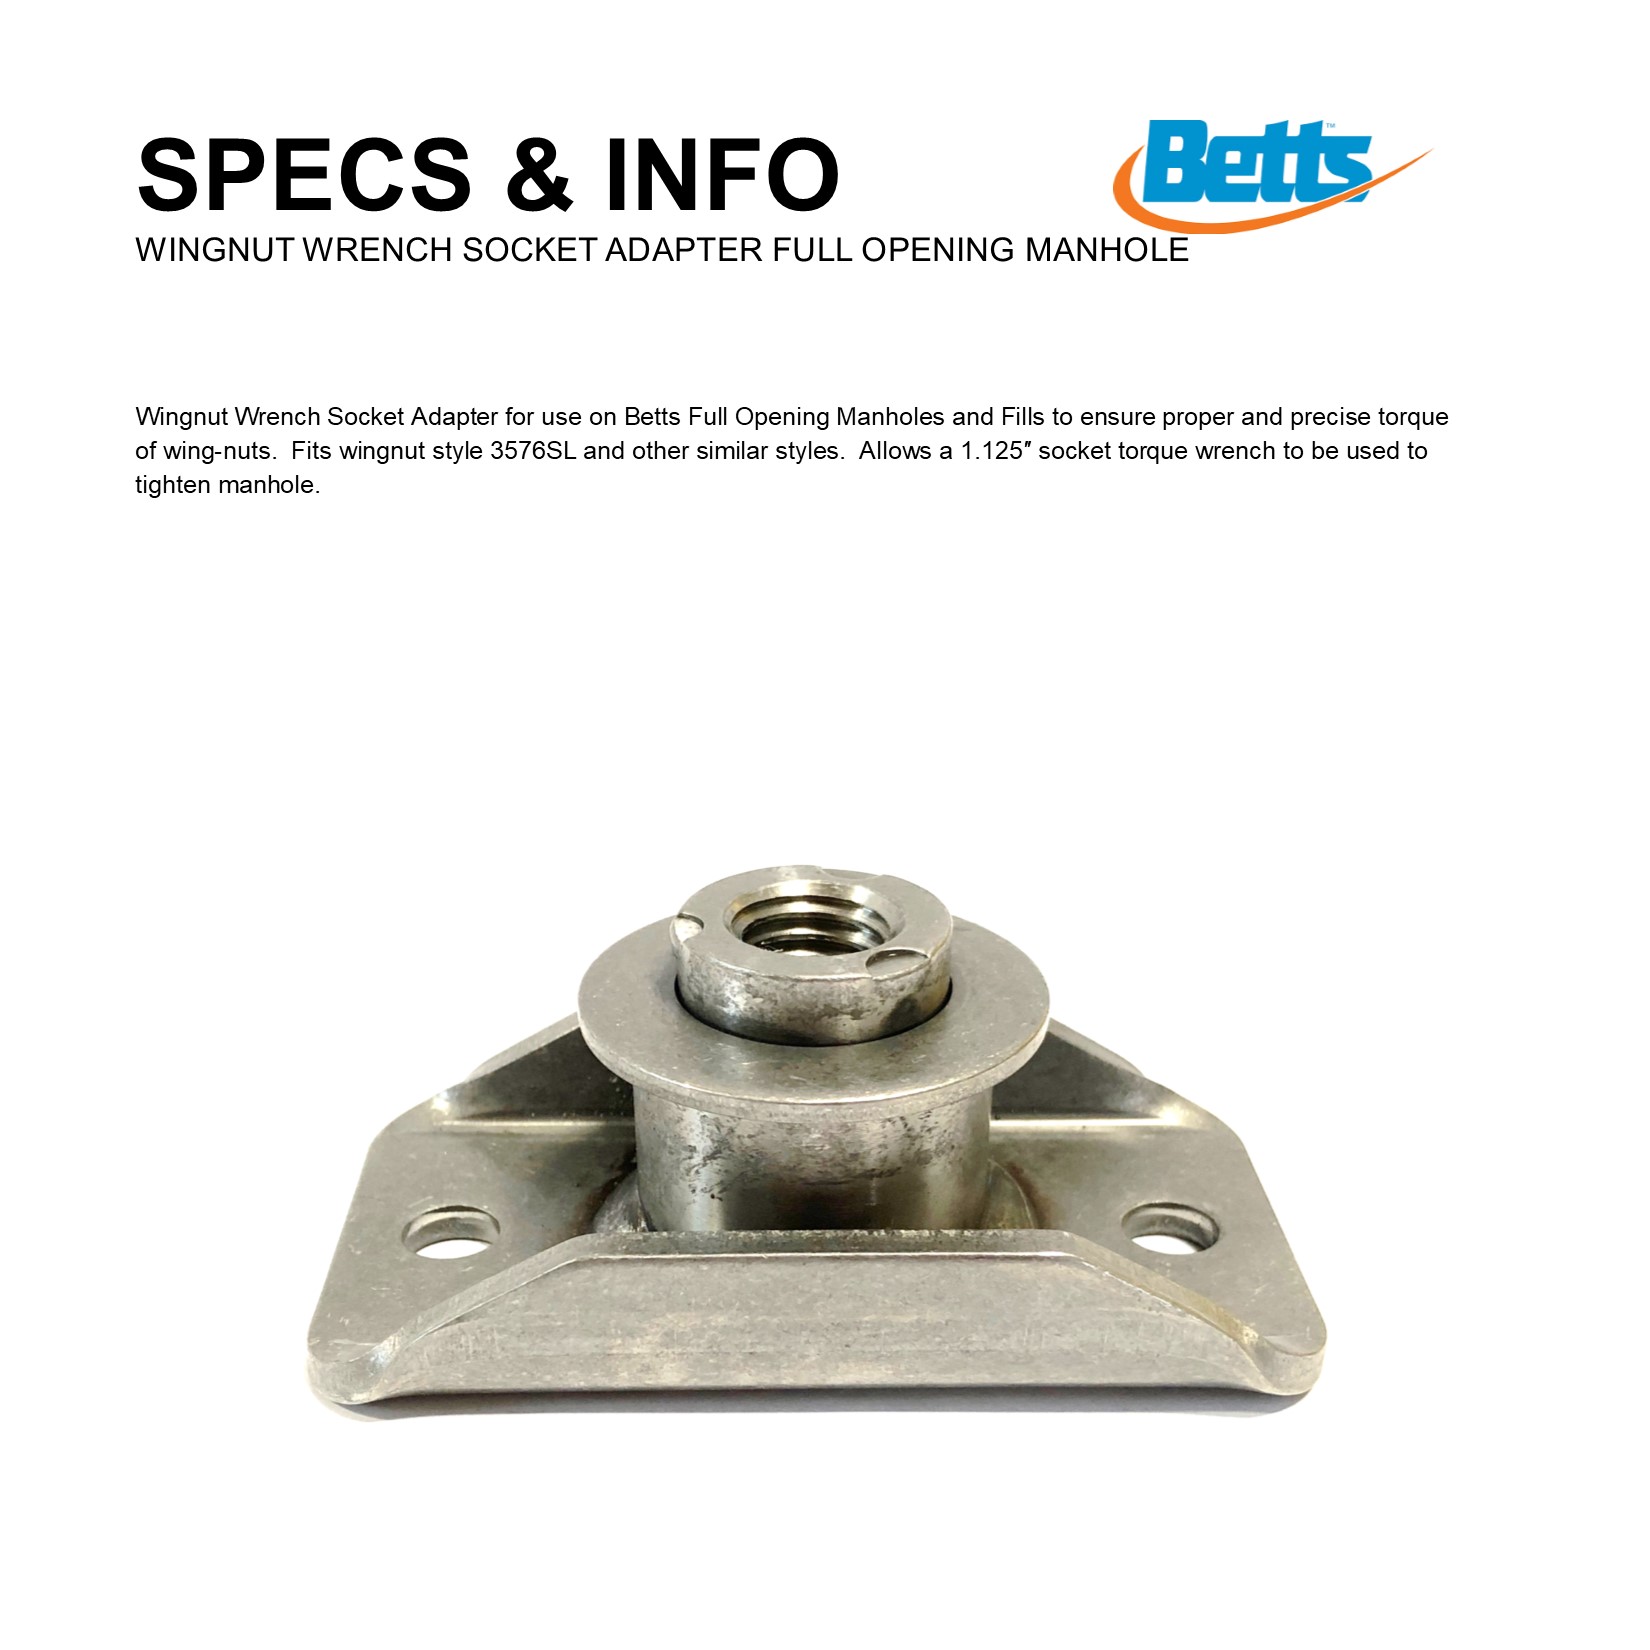 SPECS & INFO
Betts™
WINGNUT WRENCH SOCKET ADAPTER FULL OPENING MANHOLE
Wingnut Wrench Socket Adapter for use on Betts Full Opening Manholes and Fills to ensure proper and precise torque
of wing-nuts.  Fits wingnut style 3576SL and other similar styles.  Allows a 1.125″ socket torque wrench to be used to
tighten manhole.